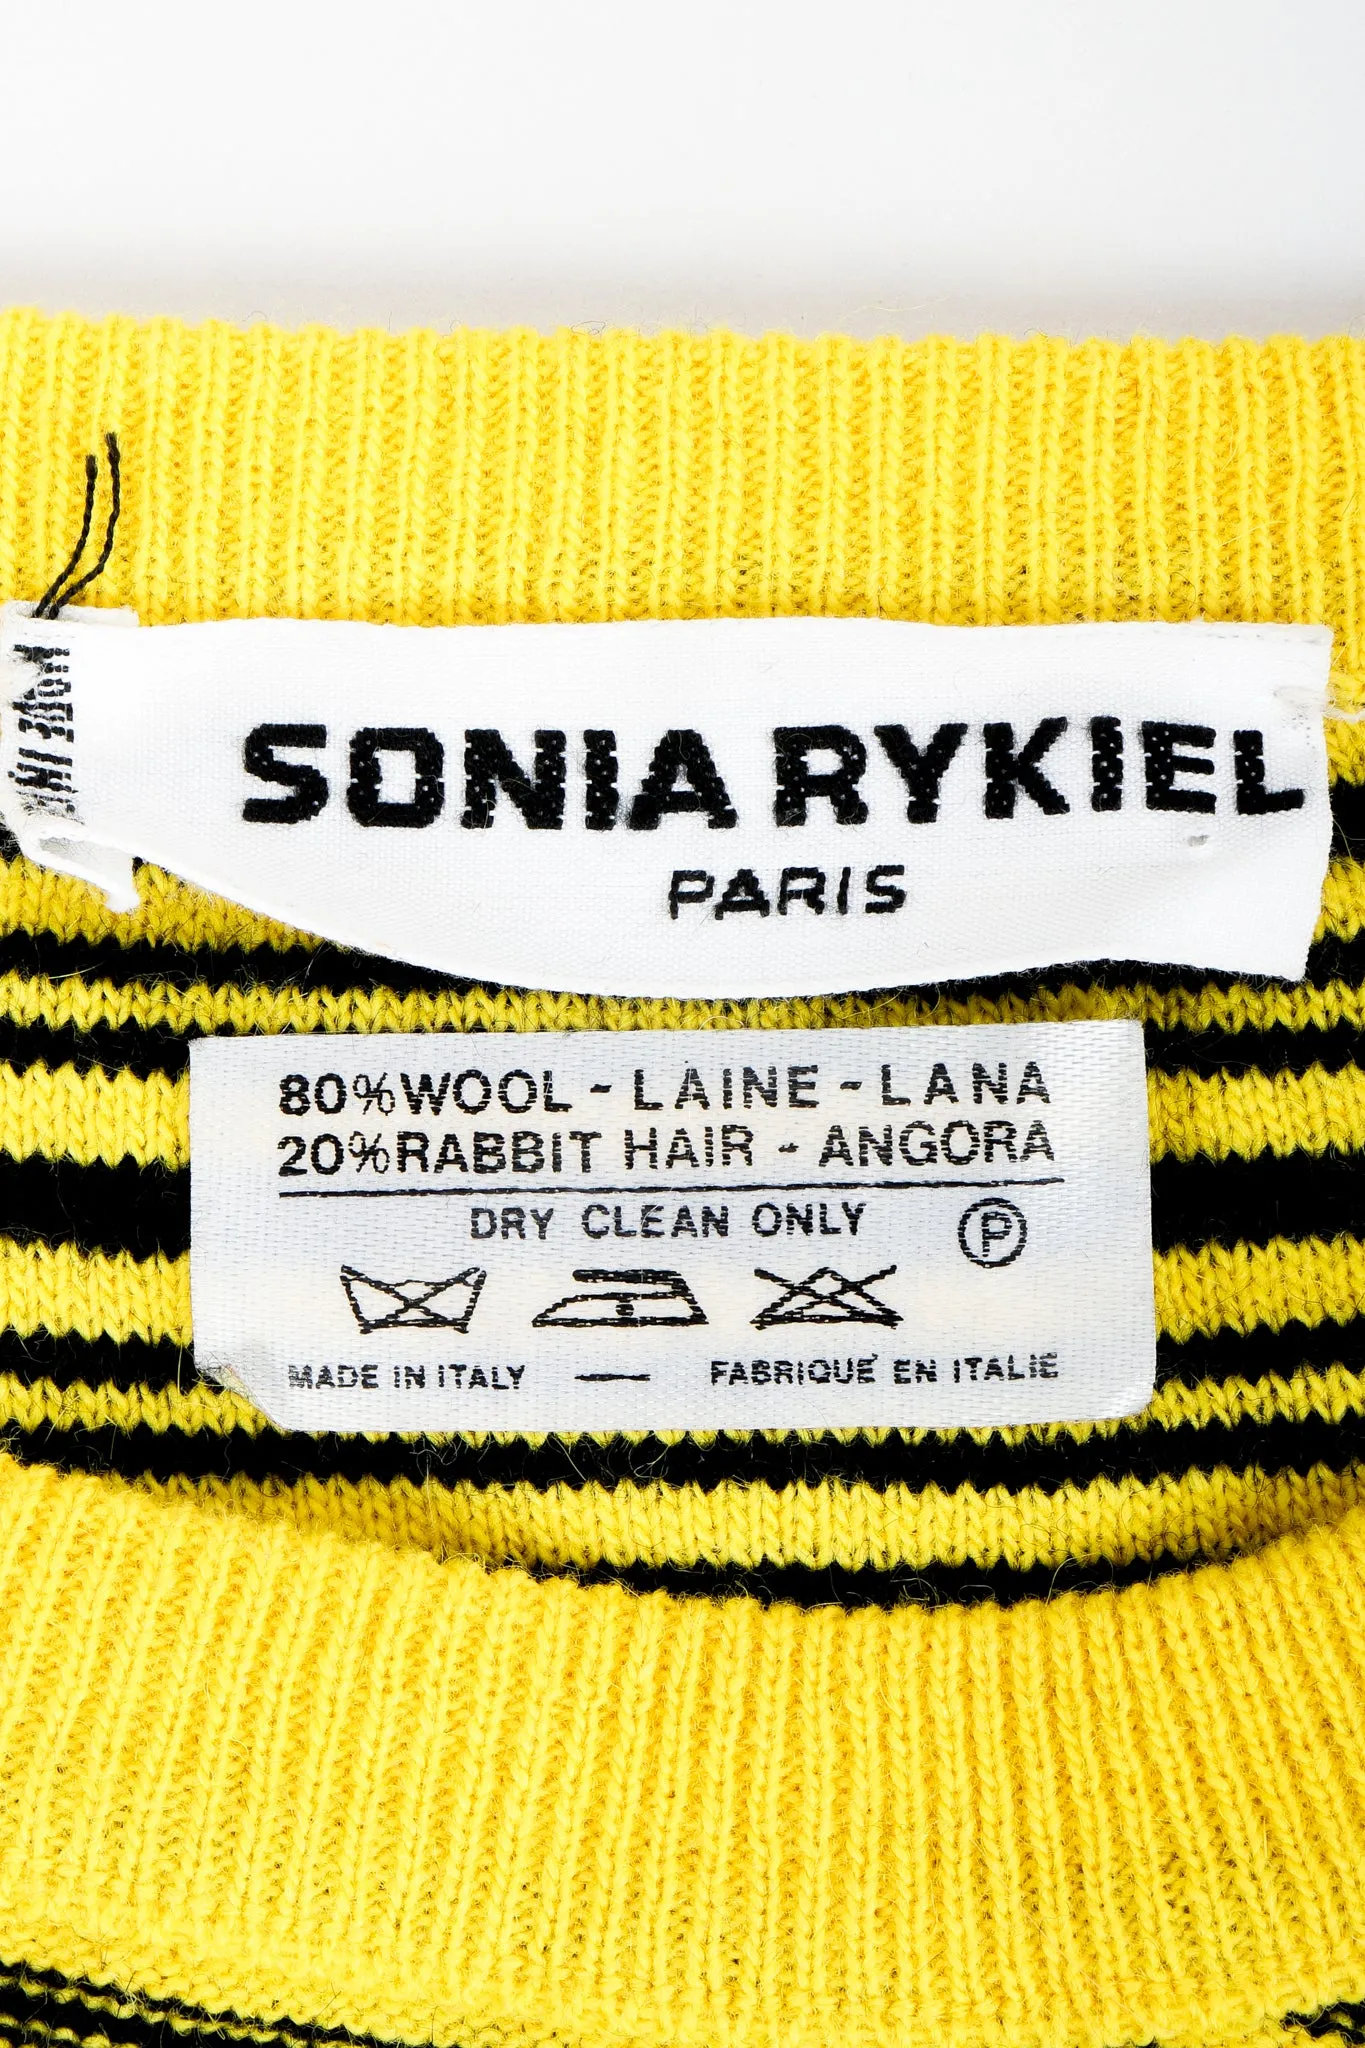 SONIA RYKIEL
PARIS
80% WOOL - LAINE - LANA
20% RABBIT HAIR - ANGORA
DRY CLEAN ONLY
P
MADE IN ITALY — FABRIQUÉ EN ITALIE